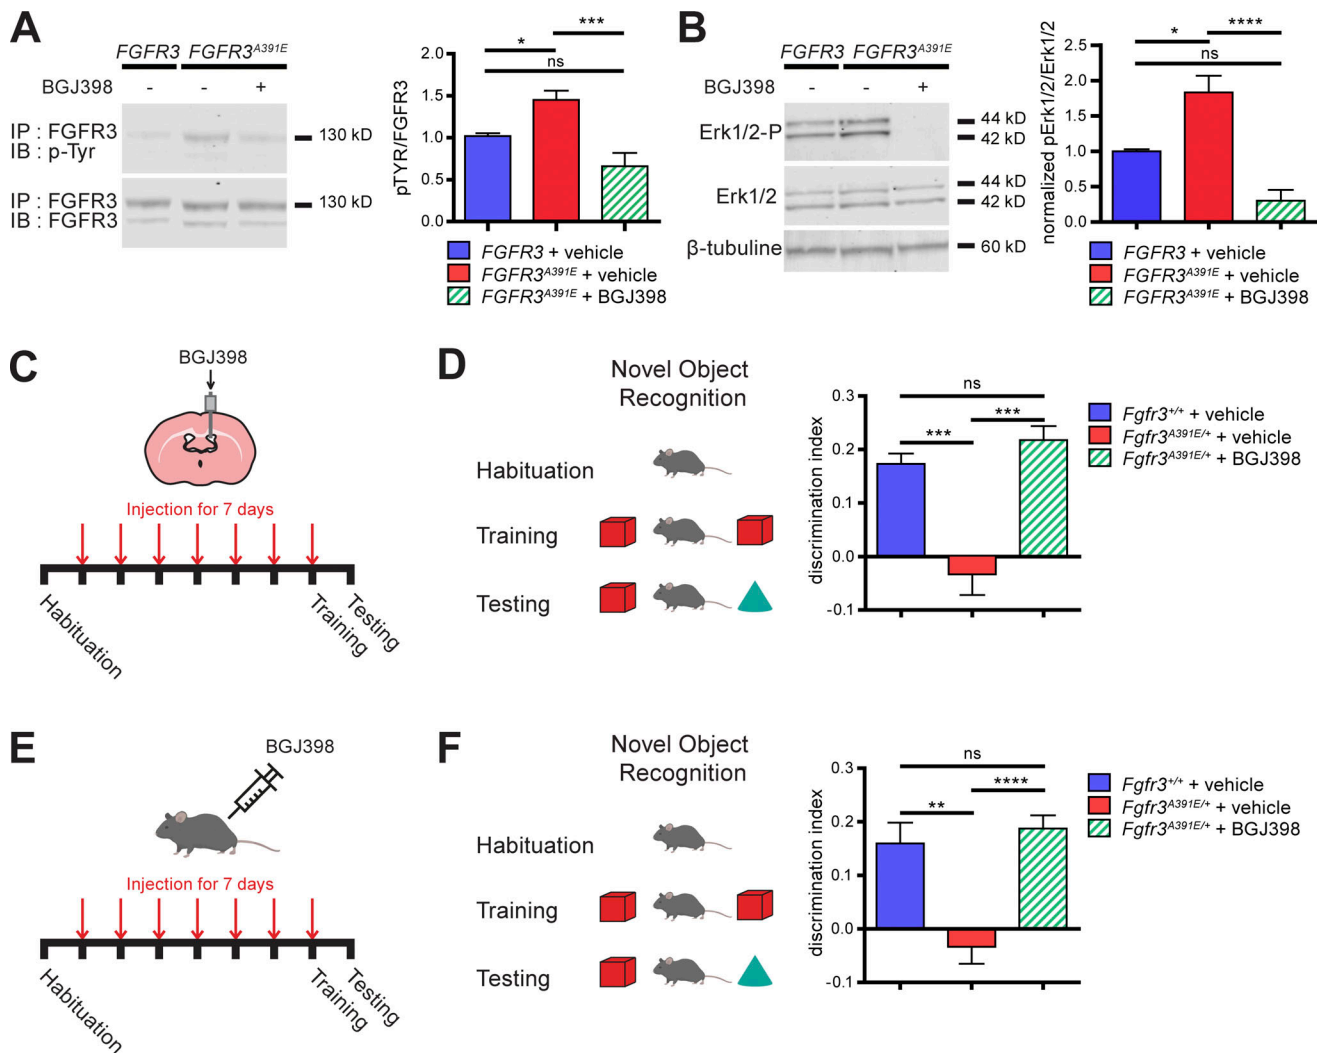 A
FGFR3 FGFR3A391E
BGJ398 - - +
IP : FGFR3
IB : p-Tyr
130 kD
IP : FGFR3
IB : FGFR3
130 kD
pTYR/FGFR3
2.0
1.5
1.0
0.5
0.0
***
*
ns
FGFR3 + vehicle
FGFR3A391E + vehicle
FGFR3A391E + BGJ398
B
FGFR3 FGFR3A391E
BGJ398 - - +
Erk1/2-P
44 kD
42 kD
Erk1/2
44 kD
42 kD
β-tubuline
60 kD
normalized pErk1/2/Erk1/2
2.5
2.0
1.5
1.0
0.5
0.0
****
*
ns
FGFR3 + vehicle
FGFR3A391E + vehicle
FGFR3A391E + BGJ398
C
BGJ398
Injection for 7 days
Habituation
Training
Testing
D
Novel Object
Recognition
Habituation
Training
Testing
discrimination index
0.3
0.2
0.1
0.0
-0.1
ns
***
***
Fgfr3+/+ + vehicle
Fgfr3A391E/+ + vehicle
Fgfr3A391E/+ + BGJ398
E
BGJ398
Injection for 7 days
Habituation
Training
Testing
F
Novel Object
Recognition
Habituation
Training
Testing
discrimination index
0.3
0.2
0.1
0.0
-0.1
ns
****
**
Fgfr3+/+ + vehicle
Fgfr3A391E/+ + vehicle
Fgfr3A391E/+ + BGJ398